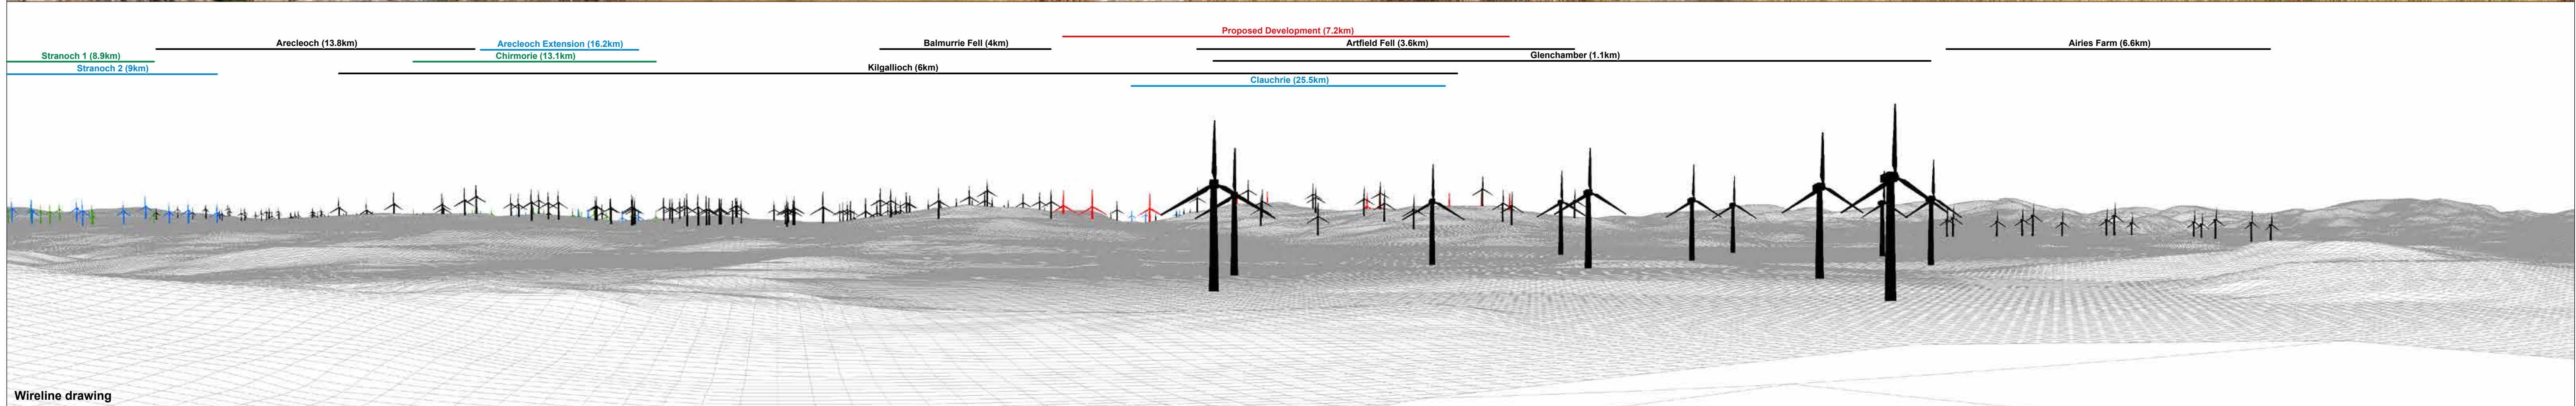 Proposed Development (7.2km)
Arecleoch (13.8km)
Arecleoch Extension (16.2km)
Balmurrie Fell (4km)
Artfield Fell (3.6km)
Airies Farm (6.6km)
Stranoch 1 (8.9km)
Chirmorie (13.1km)
Glenchamber (1.1km)
Stranoch 2 (9km)
Kilgallioch (6km)
Clauchrie (25.5km)
Wireline drawing